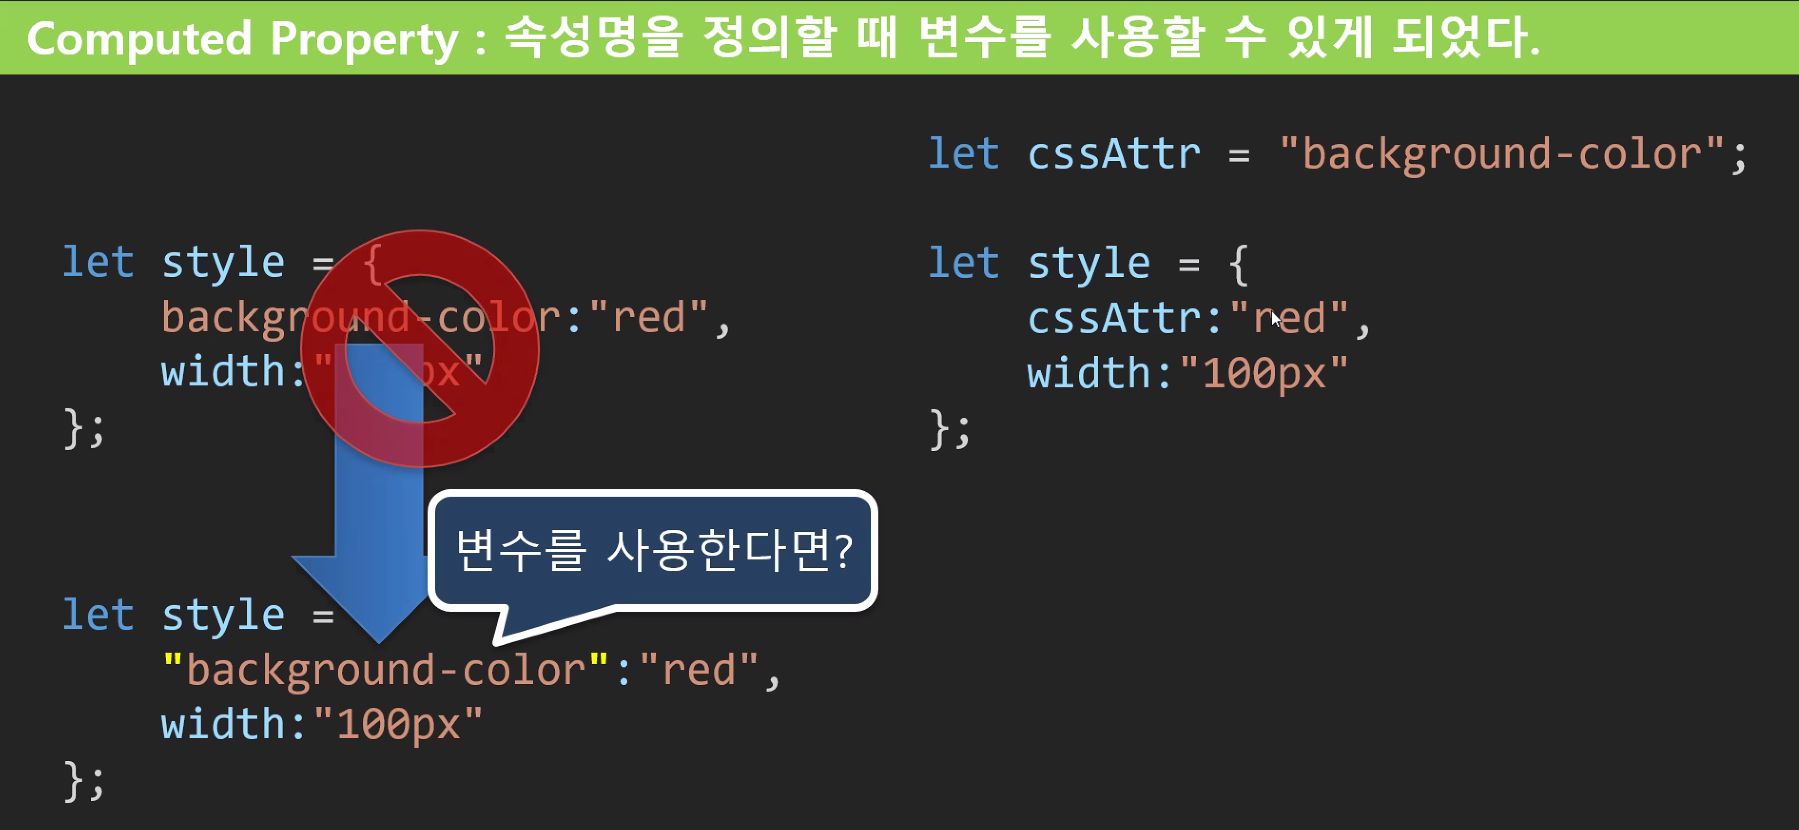 Computed Property : 속성명을 정의할 때 변수를 사용할 수 있게 되었다.
let style = {
background-color:"red",
width:" px"
};
변수를 사용한다면?
let style =
"background-color":"red",
width:"100px"
};
let cssAttr = "background-color";
let style = {
cssAttr:"red",
width:"100px"
};